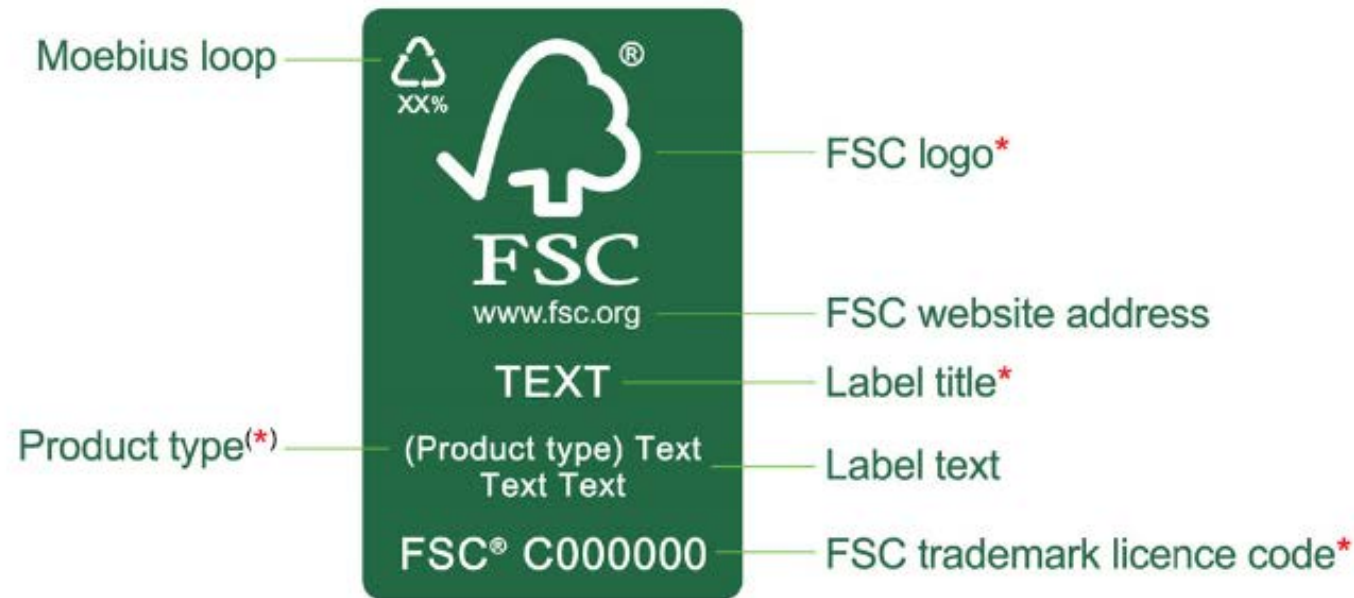 Moebius loop
XX%
®
FSC logo*
FSC
www.fsc.org
FSC website address
TEXT
Label title*
Product type(*)
(Product type) Text
Text Text
Label text
FSC® C000000
FSC trademark licence code*